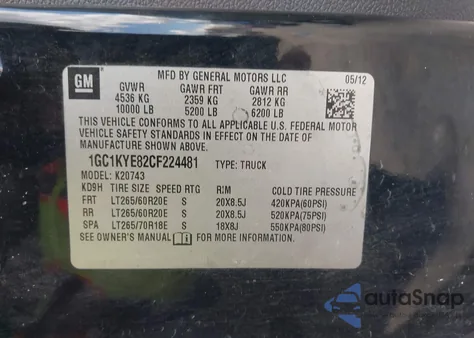 GM
MFD BY GENERAL MOTORS LLC 05/12
GVWR GAWR FRT GAWR RR
4536 KG 2359 KG 2812 KG
10000 LB 5200 LB 6200 LB
THIS VEHICLE CONFORMS TO ALL APPLICABLE U.S. FEDERAL MOTOR
VEHICLE SAFETY STANDARDS IN EFFECT ON THE DATE OF
MANUFACTURE SHOWN ABOVE.
1GC1KYE82CF224481 TYPE: TRUCK
MODEL: K20743
KD9H TIRE SIZE SPEED RTG RIM COLD TIRE PRESSURE
FRT LT265/60R20E S 20X8.5J 420KPA(60PSI)
RR LT265/60R20E S 20X8.5J 520KPA(75PSI)
SPA LT265/70R18E S 18X8J 550KPA(80PSI)
SEE OWNER'S MANUAL FOR MORE INFORMATION.
autoSnap